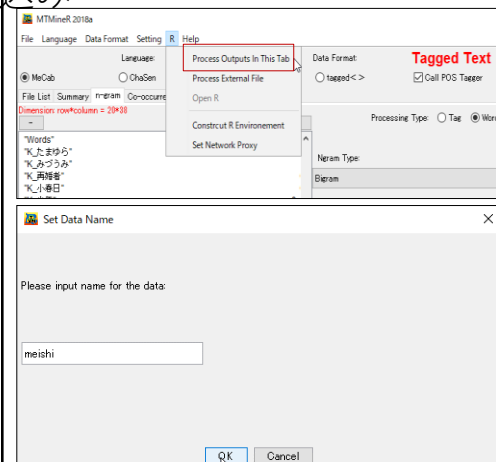 MTMineR 2018a
File Language Data Format Setting R Help
Language:
Process Outputs In This Tab
Data Format:
Tagged Text
MeCab
ChaSen
Process External File
tagged< >
Call POS Tagger
File List Summary n-gram Co-occurre
Open R
Dimension: row*column = 28*38
-
Constrcut R Environement
Processing Type: Tag Word
Set Network Proxy
"Words"
"K_たまゆら"
"K_みづうみ"
Ngram Type:
"K_再婚者"
Bigram
"K_小春日"
Set Data Name
Please input name for the data:
meishi
OK Cancel